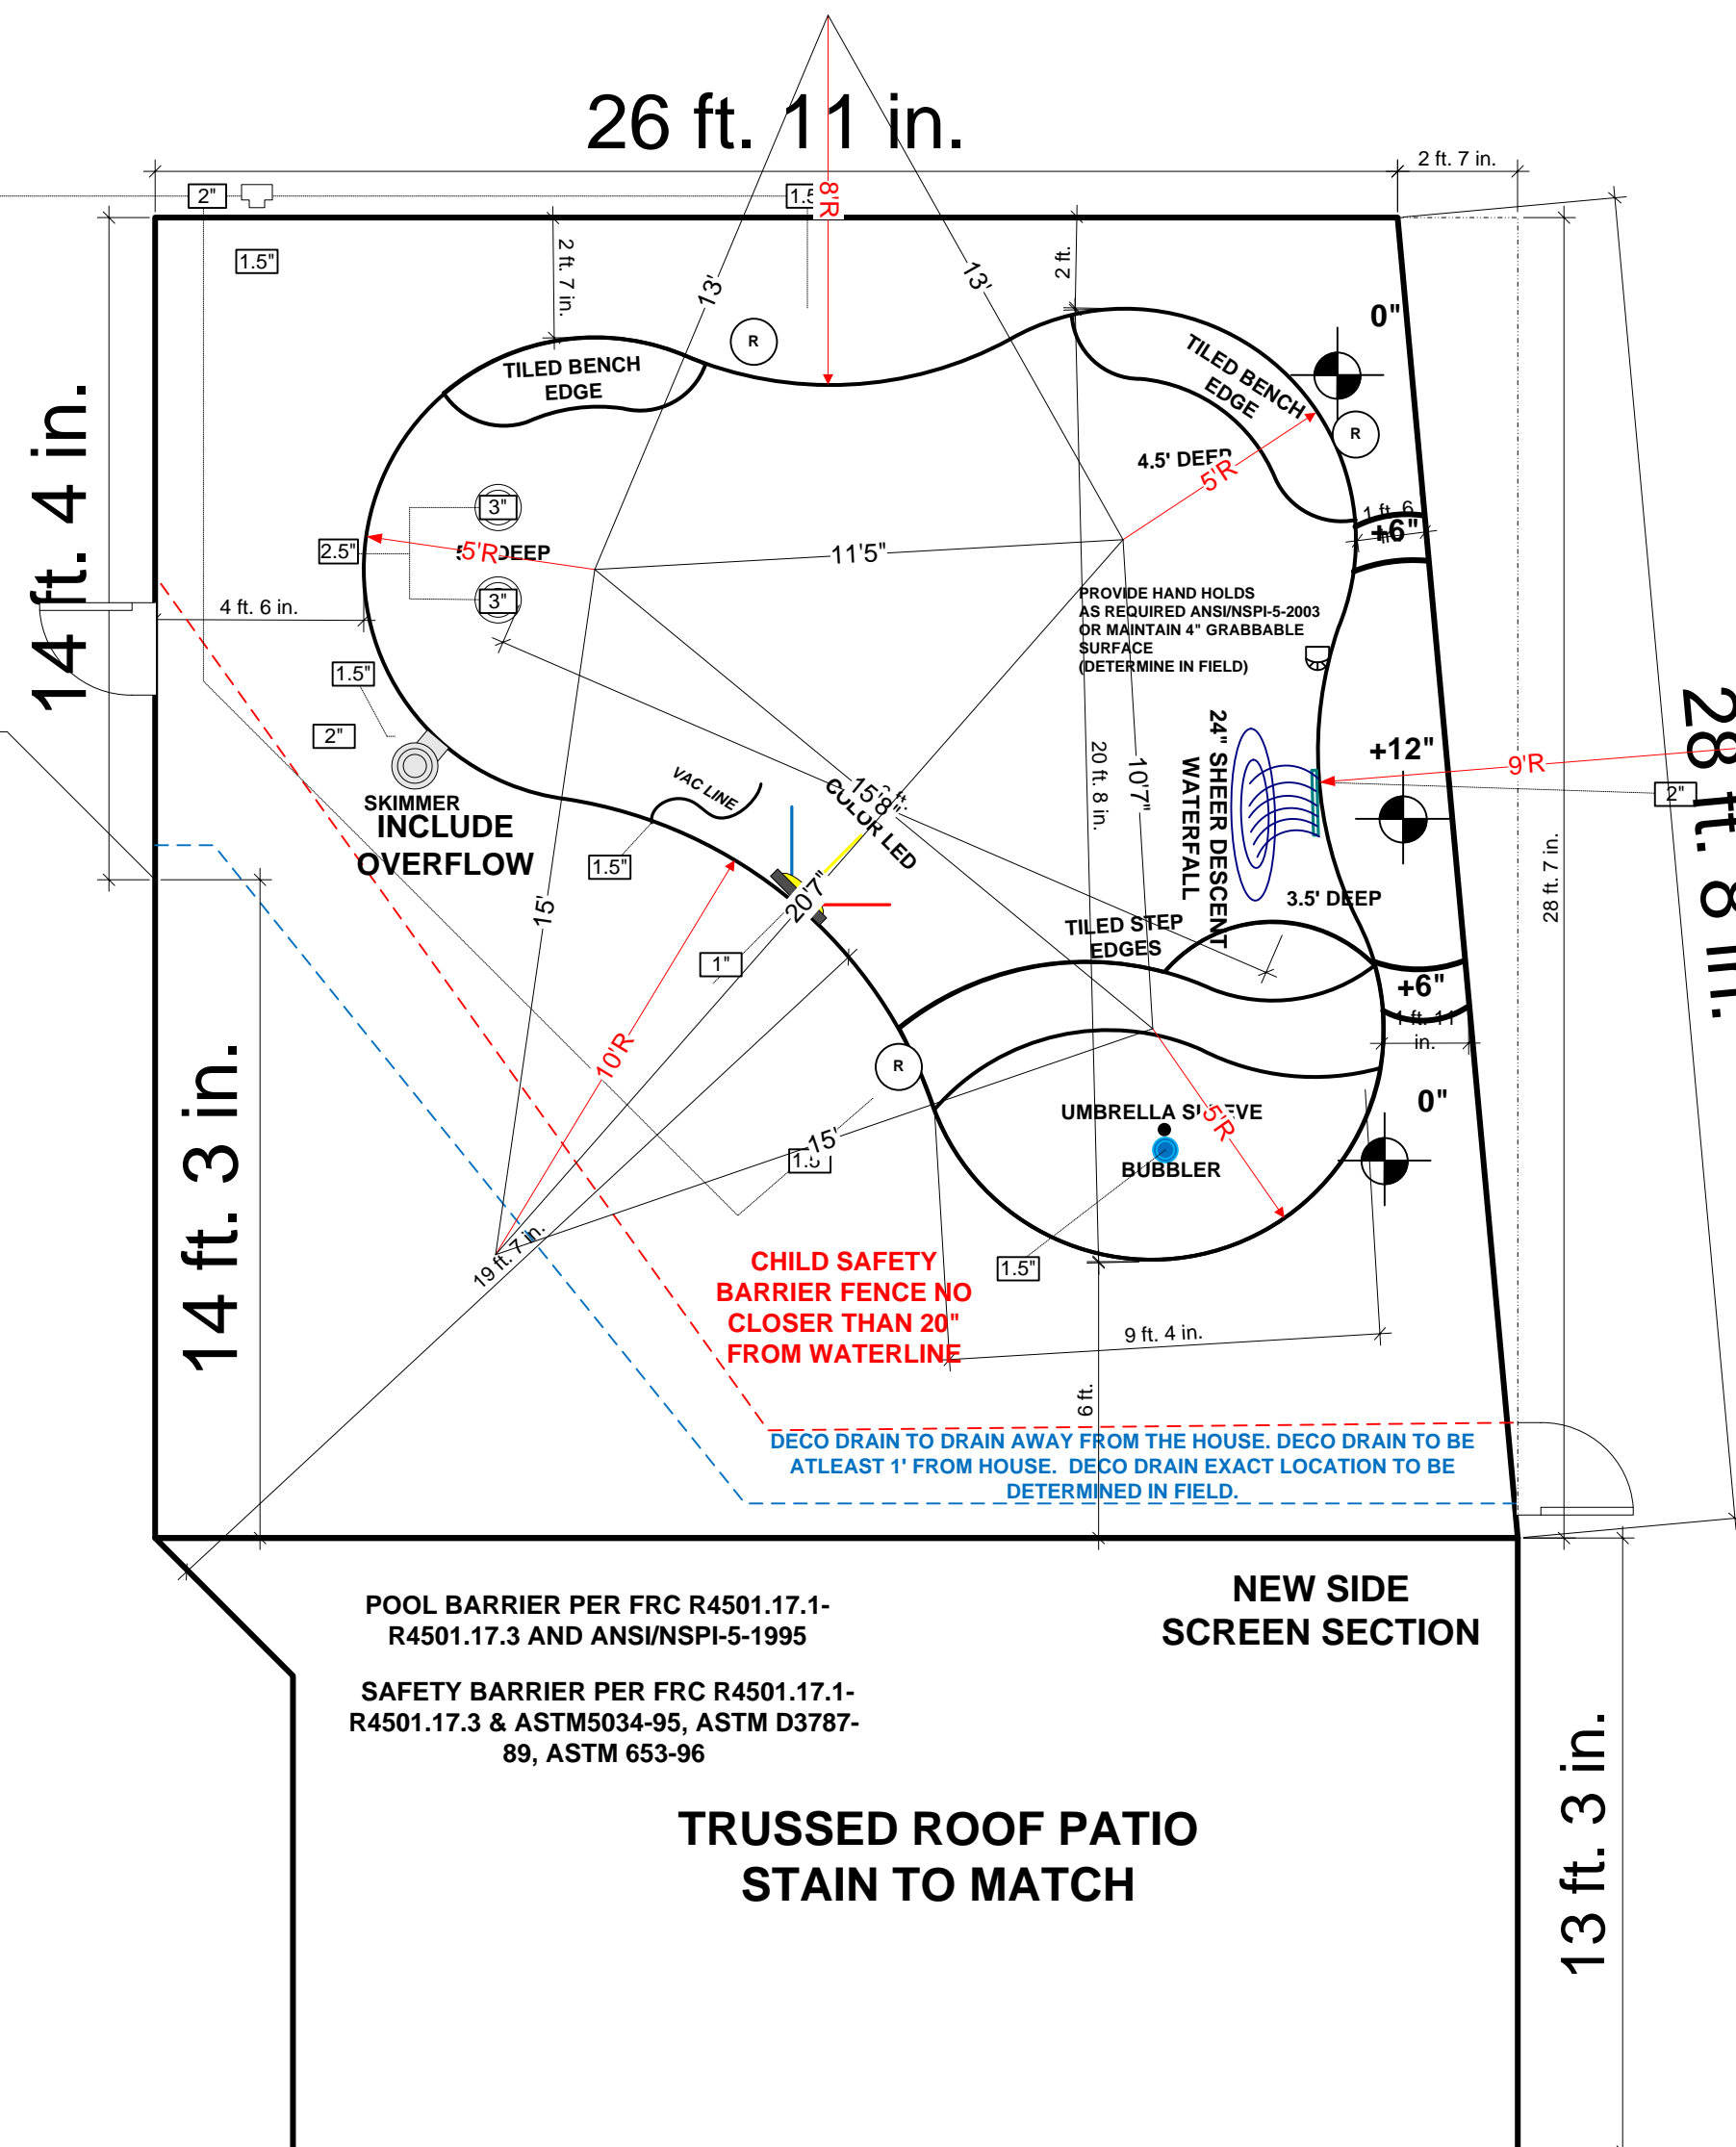 26 ft. 11 in.
2 ft. 7 in.
2"
8'R
1.5"
2 ft. 7 in.
13'
13'
2 ft.
0"
R
TILED BENCH
EDGE
TILED BENCH
EDGE
R
14 ft. 4 in.
4.5' DEEP
5'R
3"
+6"
2.5"
5'R
DEEP
11'5"
3"
4 ft. 6 in.
PROVIDE HAND HOLDS
AS REQUIRED ANSI/NSPI-5-2003
OR MAINTAIN 4" GRABBABLE
SURFACE
(DETERMINE IN FIELD)
1.5"
2"
SKIMMER
INCLUDE
OVERFLOW
VAC LINE
1.5"
15'8"
COLOR LED
20 ft. 8 in.
10'7"
24" SHEER DESCENT
WATERFALL
+12"
9'R
2"
28 ft. 8 in.
28 ft. 7 in.
15'
20'7"
3.5' DEEP
TILED STEP
EDGES
1"
+6"
1 ft. 11
in.
10'R
R
14 ft. 3 in.
0"
UMBRELLA SLEEVE
5'R
15'
BUBBLER
19 ft. 7 in.
1.5"
CHILD SAFETY
BARRIER FENCE NO
CLOSER THAN 20"
FROM WATERLINE
9 ft. 4 in.
6 ft.
DECO DRAIN TO DRAIN AWAY FROM THE HOUSE. DECO DRAIN TO BE
ATLEAST 1' FROM HOUSE. DECO DRAIN EXACT LOCATION TO BE
DETERMINED IN FIELD.
POOL BARRIER PER FRC R4501.17.1-
R4501.17.3 AND ANSI/NSPI-5-1995
NEW SIDE
SCREEN SECTION
SAFETY BARRIER PER FRC R4501.17.1-
R4501.17.3 & ASTM5034-95, ASTM D3787-
89, ASTM 653-96
TRUSSED ROOF PATIO
STAIN TO MATCH
13 ft. 3 in.